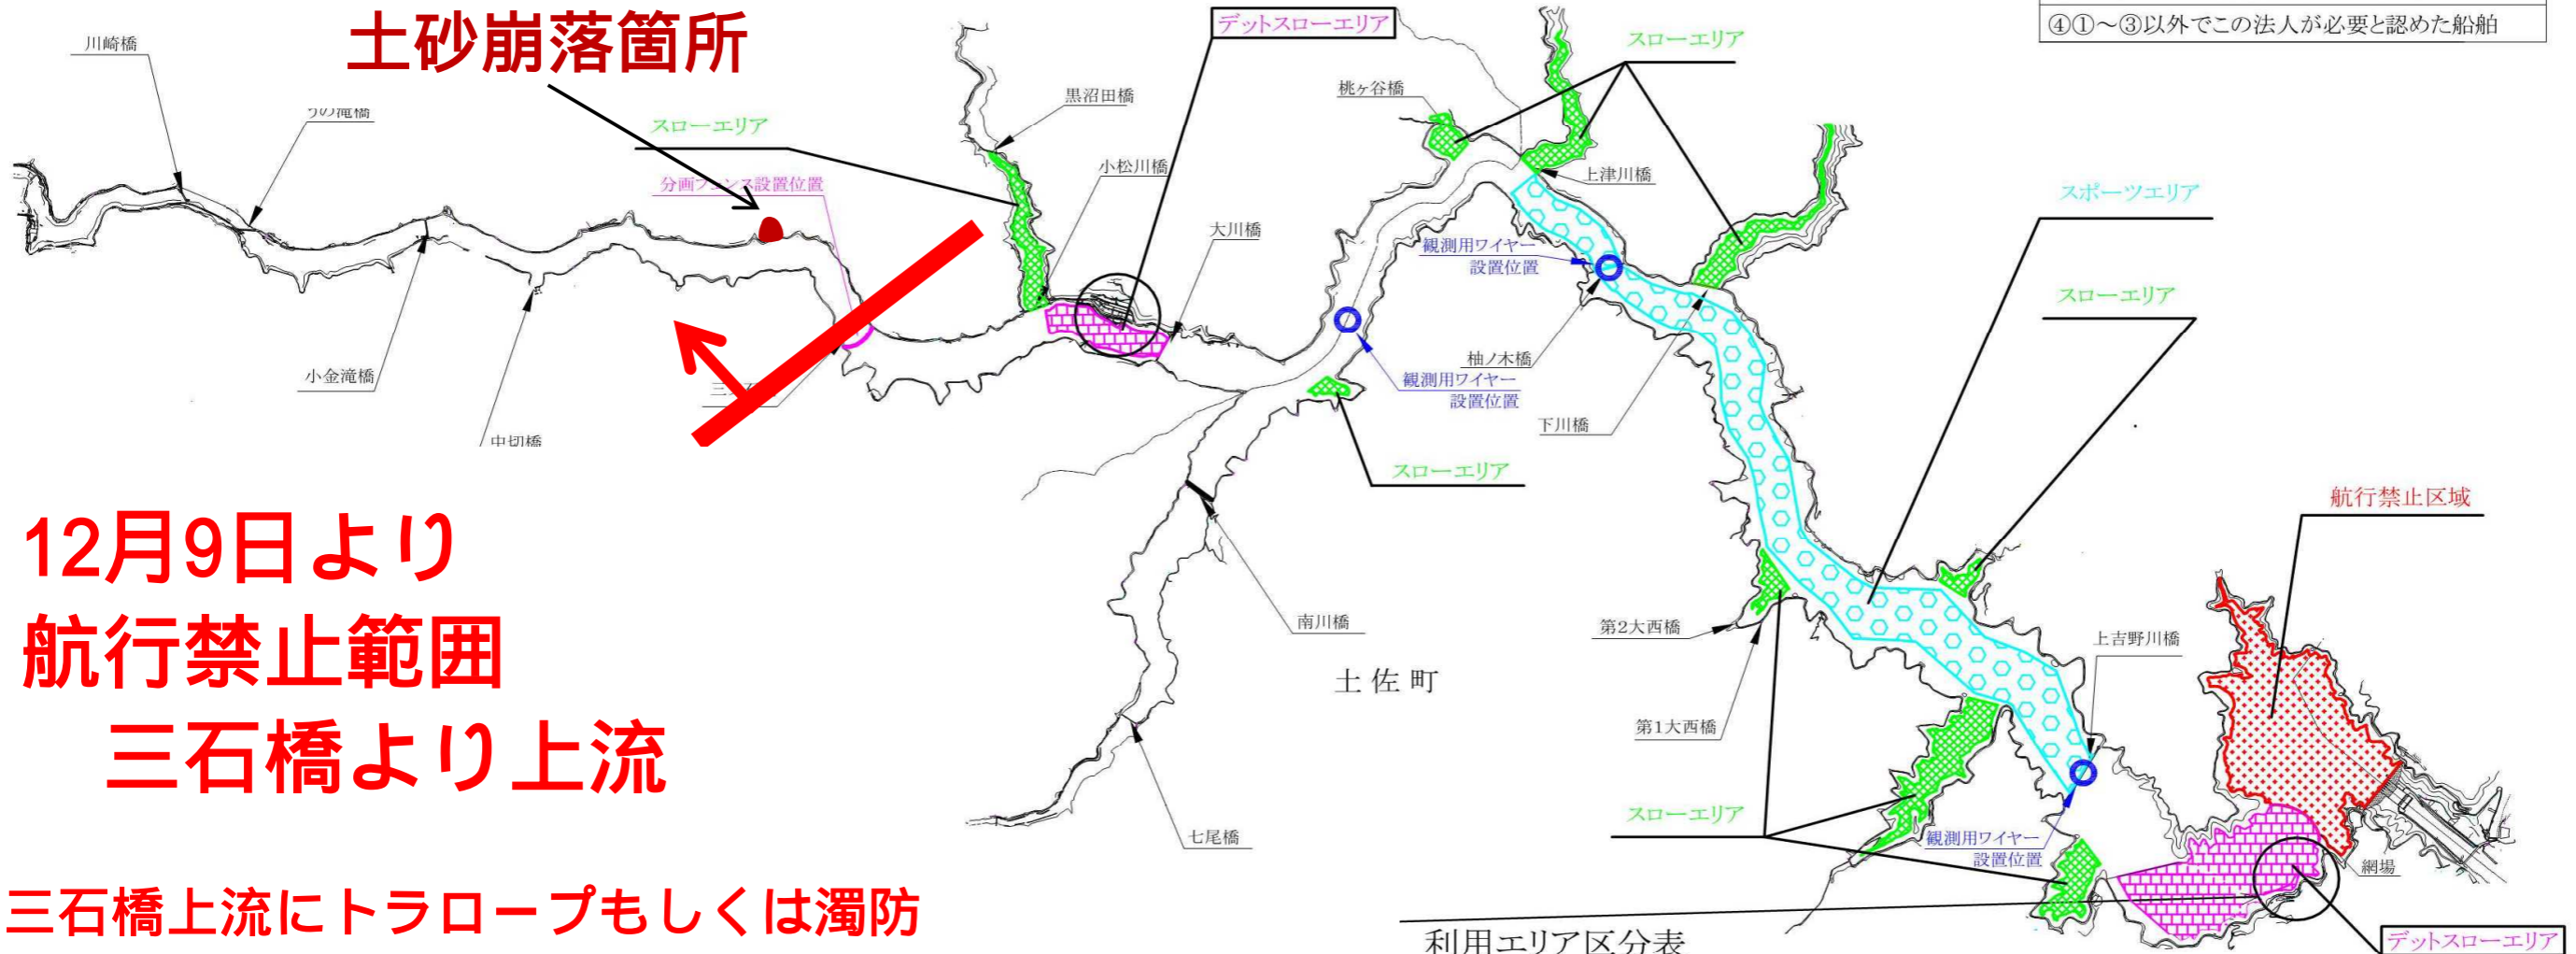 土砂崩落箇所
デットスローエリア
スローエリア
④①～③以外でこの法人が必要と認めた船舶
川崎橋
うの滝橋
スローエリア
黒沼田橋
桃ヶ谷橋
小松川橋
上津川橋
分画フェンス設置位置
大川橋
スポーツエリア
観測用ワイヤー
設置位置
スローエリア
小金滝橋
中切橋
柚ノ木橋
観測用ワイヤー
設置位置
下川橋
スローエリア
航行禁止区域
12月9日より
航行禁止範囲
三石橋より上流
南川橋
第2大西橋
上吉野川橋
土佐町
第1大西橋
七尾橋
スローエリア
観測用ワイヤー
設置位置
網場
三石橋上流にトラロープもしくは濁防
利用エリア区分表
デットスローエリア